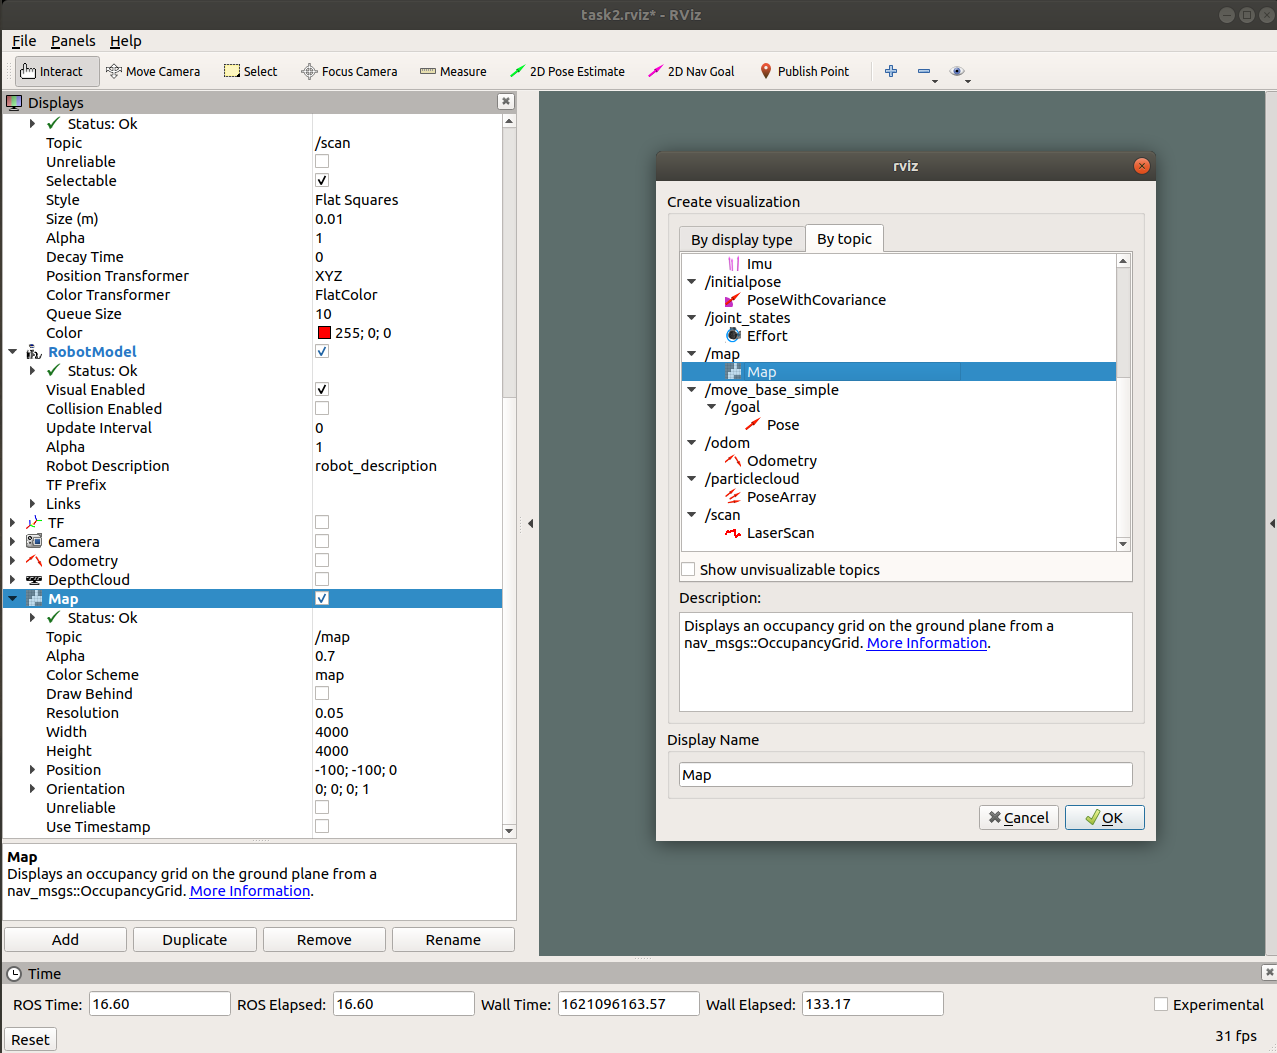 task2.rviz* - RViz
File Panels Help
Interact Move Camera Select Focus Camera Measure 2D Pose Estimate 2D Nav Goal Publish Point
Displays
Status: Ok
Topic /scan
Unreliable
Selectable
Style Flat Squares
Size (m) 0.01
Alpha 1
Decay Time 0
Position Transformer XYZ
Color Transformer FlatColor
Queue Size 10
Color 255; 0; 0
RobotModel
Status: Ok
Visual Enabled
Collision Enabled
Update Interval 0
Alpha 1
Robot Description robot_description
TF Prefix
Links
TF
Camera
Odometry
DepthCloud
Map
Status: Ok
Topic /map
Alpha 0.7
Color Scheme map
Draw Behind
Resolution 0.05
Width 4000
Height 4000
Position -100; -100; 0
Orientation 0; 0; 0; 1
Unreliable
Use Timestamp
Map
Displays an occupancy grid on the ground plane from a
nav_msgs::OccupancyGrid. More Information.
Add Duplicate Remove Rename
rviz
Create visualization
By display type By topic
Imu
/initialpose
PoseWithCovariance
/joint_states
Effort
/map
Map
/move_base_simple
/goal
Pose
/odom
Odometry
/particlecloud
PoseArray
/scan
LaserScan
Show unvisualizable topics
Description:
Displays an occupancy grid on the ground plane from a
nav_msgs::OccupancyGrid. More Information.
Display Name
Map
Cancel OK
Time
ROS Time: 16.60 ROS Elapsed: 16.60 Wall Time: 1621096163.57 Wall Elapsed: 133.17 Experimental
Reset 31 fps